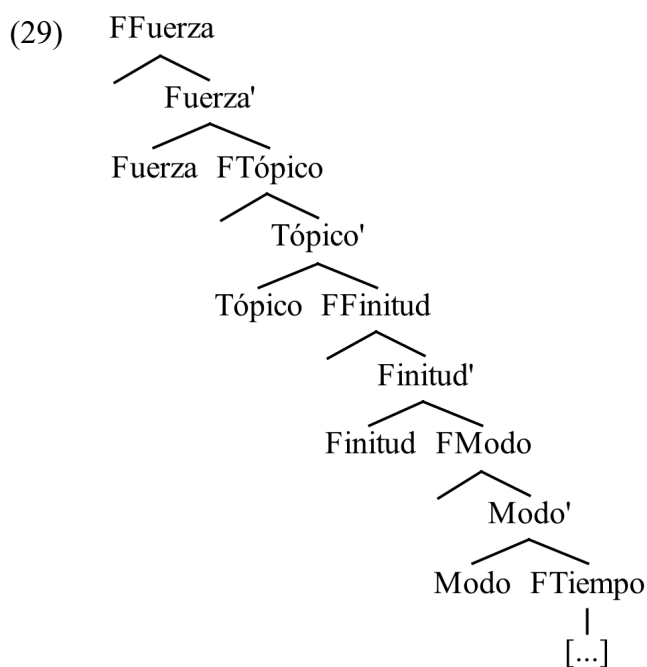 (29) FFuerza
Fuerza'
Fuerza FTópico
Tópico'
Tópico FFinitud
Finitud'
Finitud FModo
Modo'
Modo FTiempo
[...]